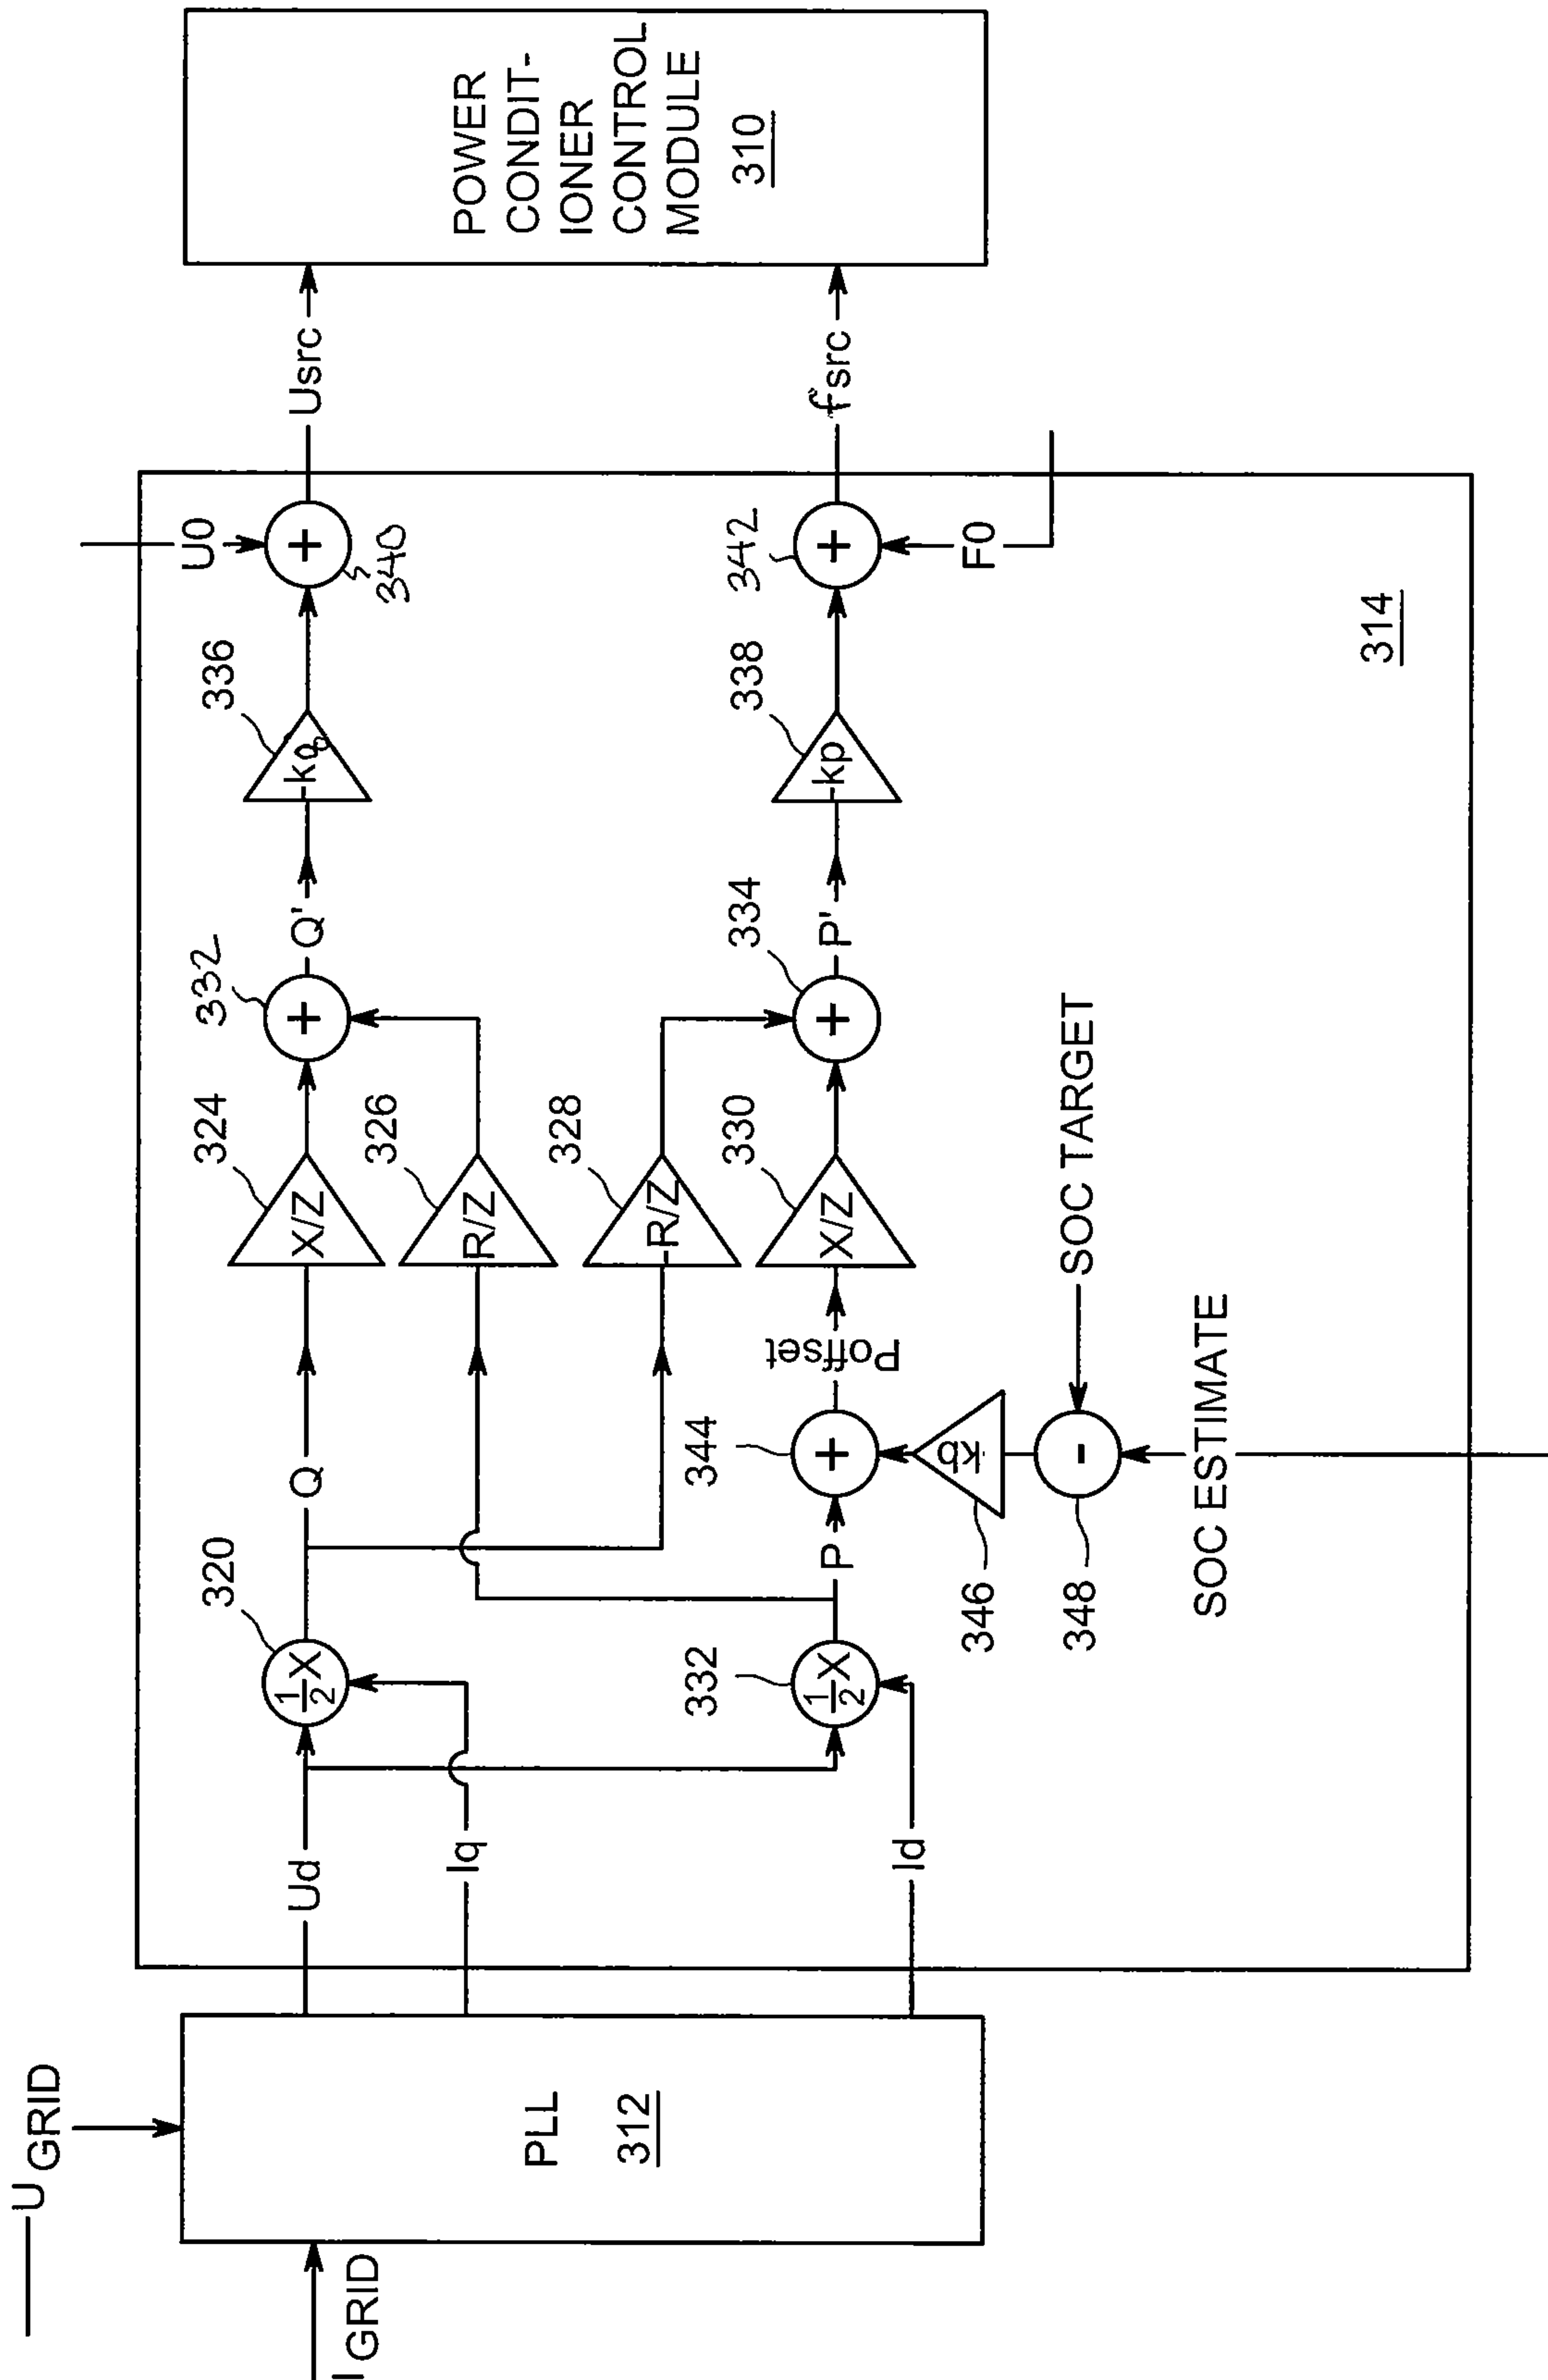 U GRID
I GRID
PLL
312
Ud
Iq
Id
320
1/2 X
332
1/2 X
Q
P
344
+
Poffset
346
kb
348
-
SOC ESTIMATE
SOC TARGET
324
X/Z
326
R/Z
328
-R/Z
330
X/Z
332
+
334
+
Q'
P'
336
-kq
338
-kp
U0
+
340
342
+
F0
314
Usrc
fsrc
POWER
CONDIT-
IONER
CONTROL
MODULE
310